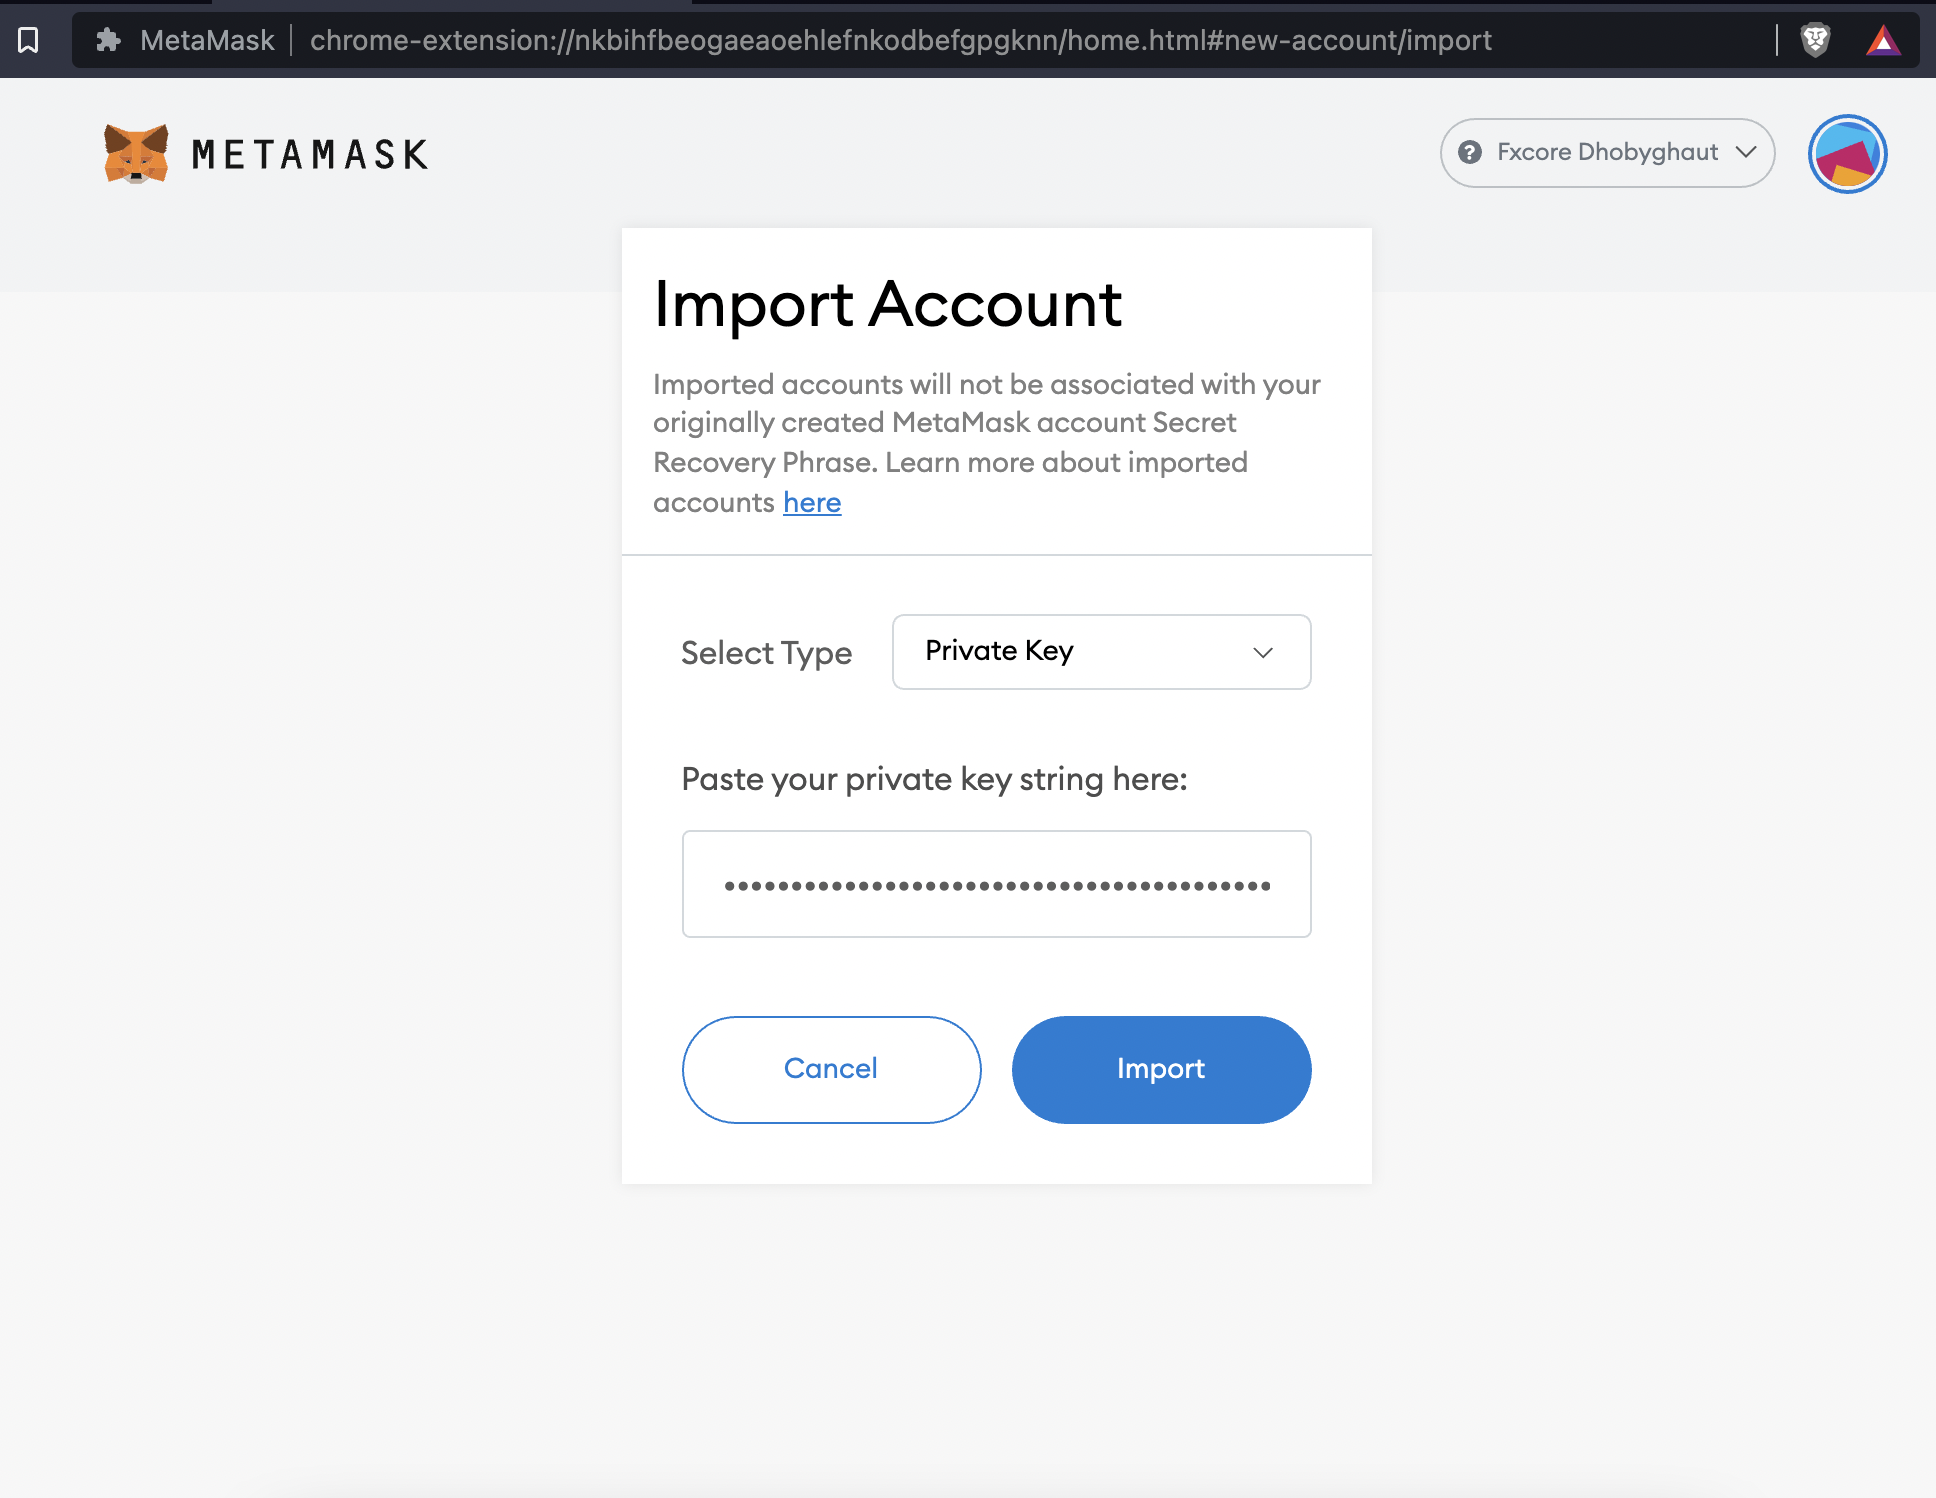 MetaMask chrome-extension://nkbihfbeogaeaoehlefnkodbefgpgknn/home.html#new-account/import
METAMASK
Fxcore Dhobyghaut
Import Account
Imported accounts will not be associated with your
originally created MetaMask account Secret
Recovery Phrase. Learn more about imported
accounts here
Select Type
Private Key
Paste your private key string here:
Cancel
Import